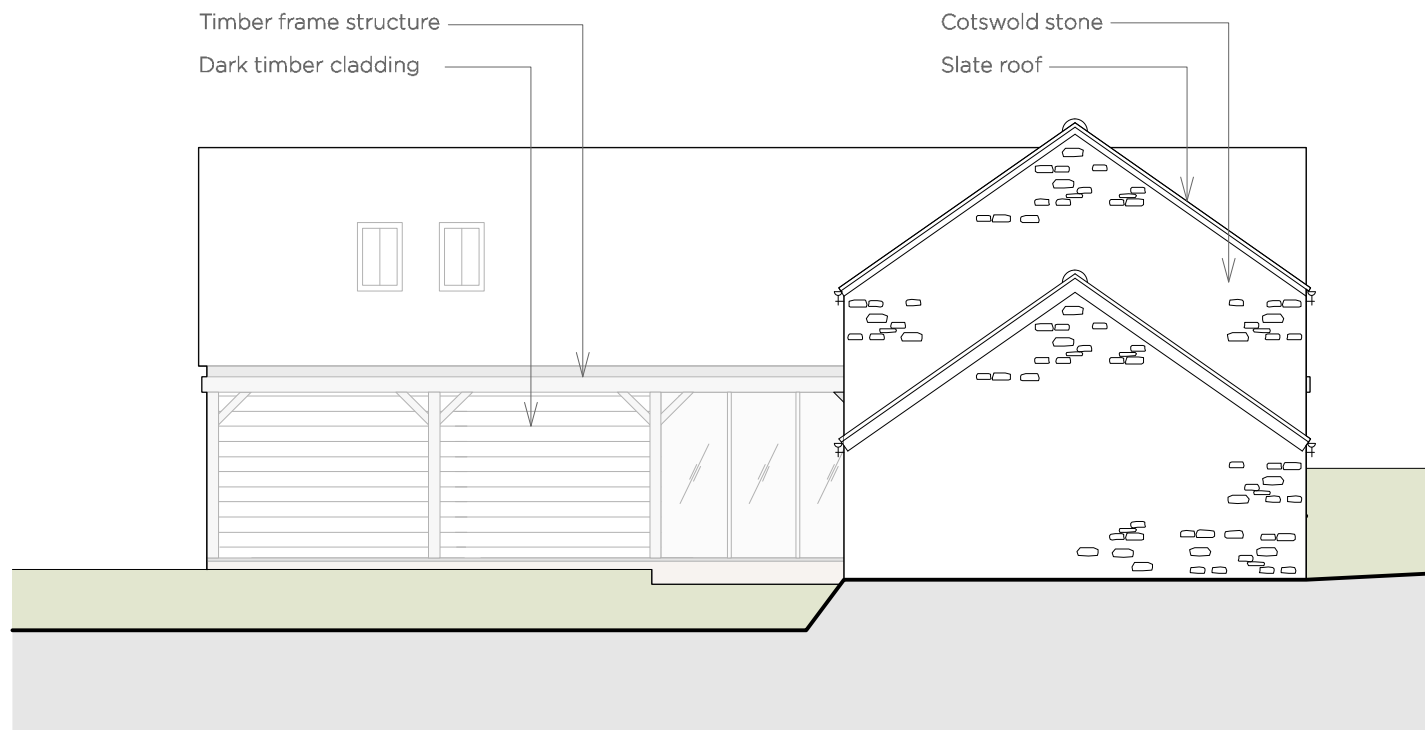 Timber frame structure
Dark timber cladding
Cotswold stone
Slate roof